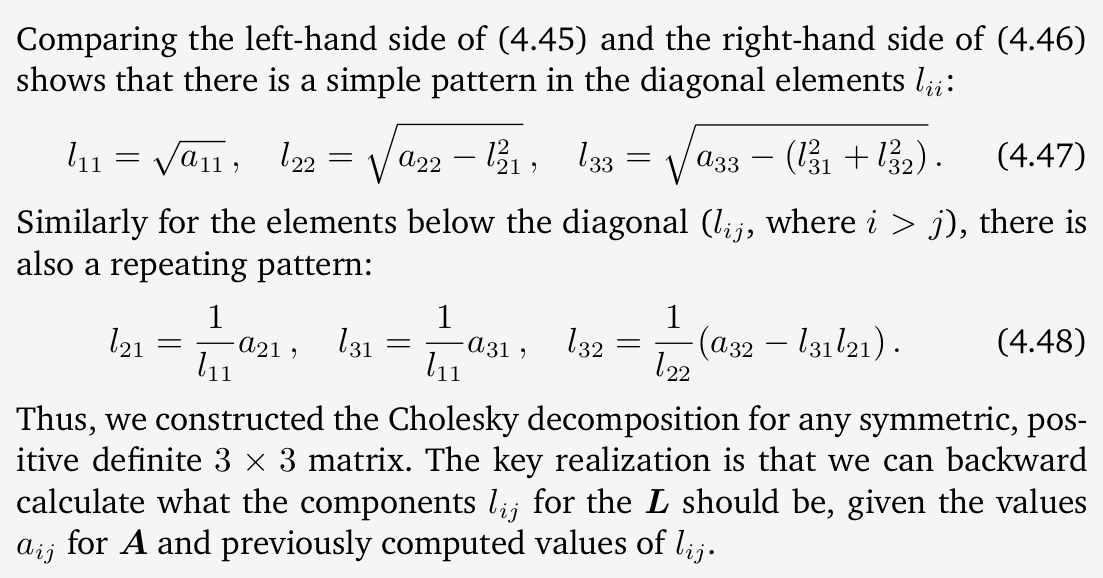 Comparing the left-hand side of (4.45) and the right-hand side of (4.46)
shows that there is a simple pattern in the diagonal elements $l_{ii}$:
$l_{11} = \sqrt{a_{11}}\,, \quad l_{22} = \sqrt{a_{22} - l_{21}^2}\,, \quad l_{33} = \sqrt{a_{33} - (l_{31}^2 + l_{32}^2)}\,.$ (4.47)
Similarly for the elements below the diagonal ($l_{ij}$, where $i > j$), there is
also a repeating pattern:
$l_{21} = \frac{1}{l_{11}} a_{21}\,, \quad l_{31} = \frac{1}{l_{11}} a_{31}\,, \quad l_{32} = \frac{1}{l_{22}} (a_{32} - l_{31} l_{21})\,.$ (4.48)
Thus, we constructed the Cholesky decomposition for any symmetric, pos-
itive definite $3 \times 3$ matrix. The key realization is that we can backward
calculate what the components $l_{ij}$ for the $\boldsymbol{L}$ should be, given the values
$a_{ij}$ for $\boldsymbol{A}$ and previously computed values of $l_{ij}$.